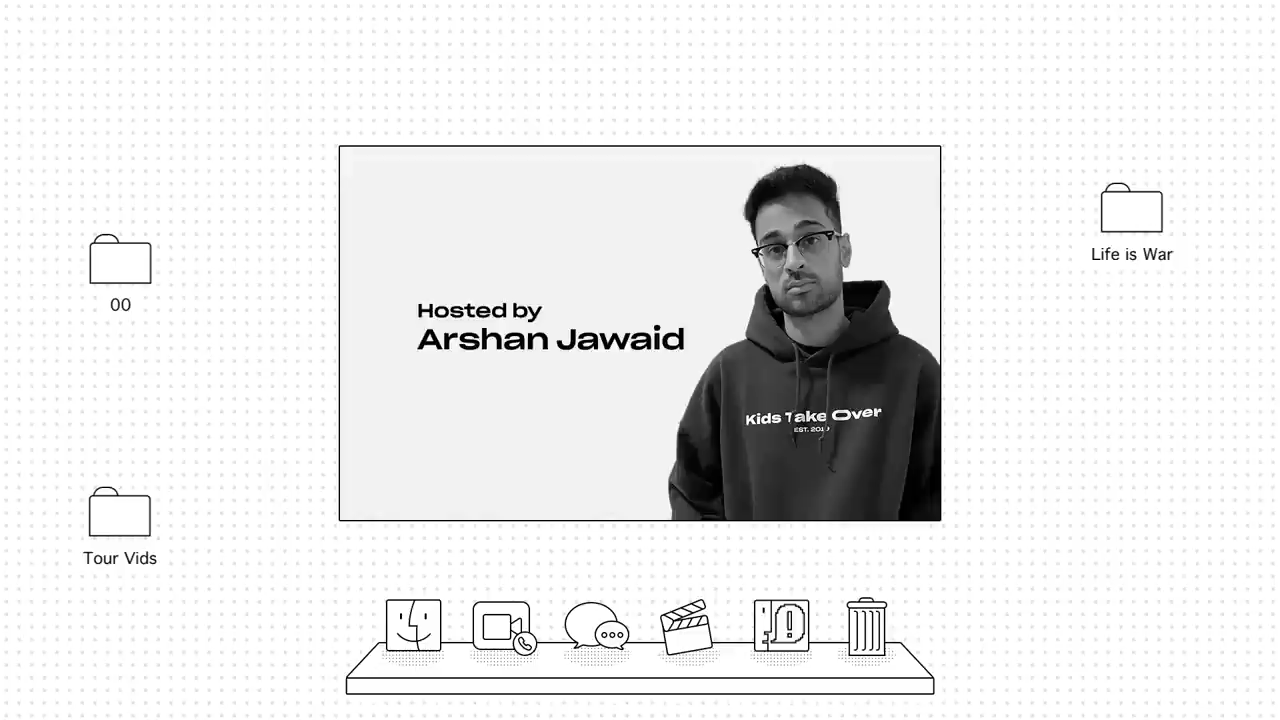 Life is War
00
Hosted by
Arshan Jawaid
Kids Take Over
Tour Vids